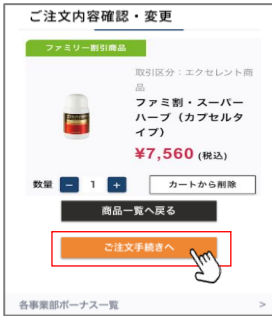 ご注文内容確認・変更
ファミリー割引商品
取引区分：エクセレント商
品
ファミ割・スーパー
ハーブ（カプセルタ
イプ）
¥7,560 (税込)
数量 － 1 ＋ カートから削除
商品一覧へ戻る
ご注文手続きへ
各事業部ボーナス一覧 >